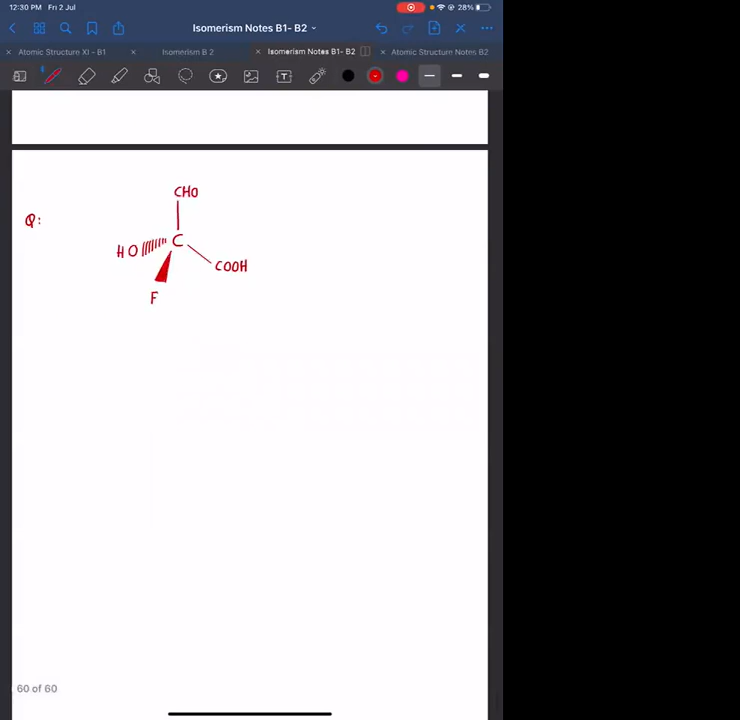 12:30 PM Fri 2 Jul
28%
Isomerism Notes B1- B2
Atomic Structure XI - B1
Isomerism B 2
Isomerism Notes B1- B2
Atomic Structure Notes B2
CHO
Q:
HO
C
COOH
F
60 of 60